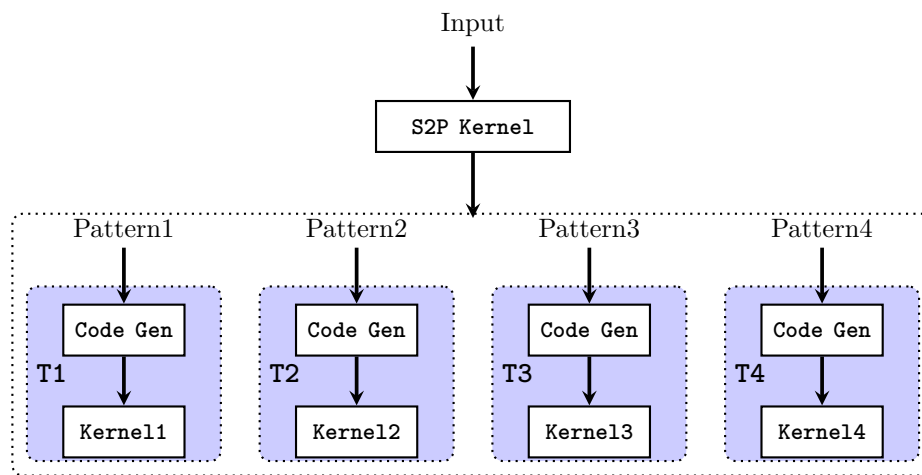 Input
S2P Kernel
Pattern1 Pattern2 Pattern3 Pattern4
Code Gen Code Gen Code Gen Code Gen
T1 T2 T3 T4
Kernel1 Kernel2 Kernel3 Kernel4